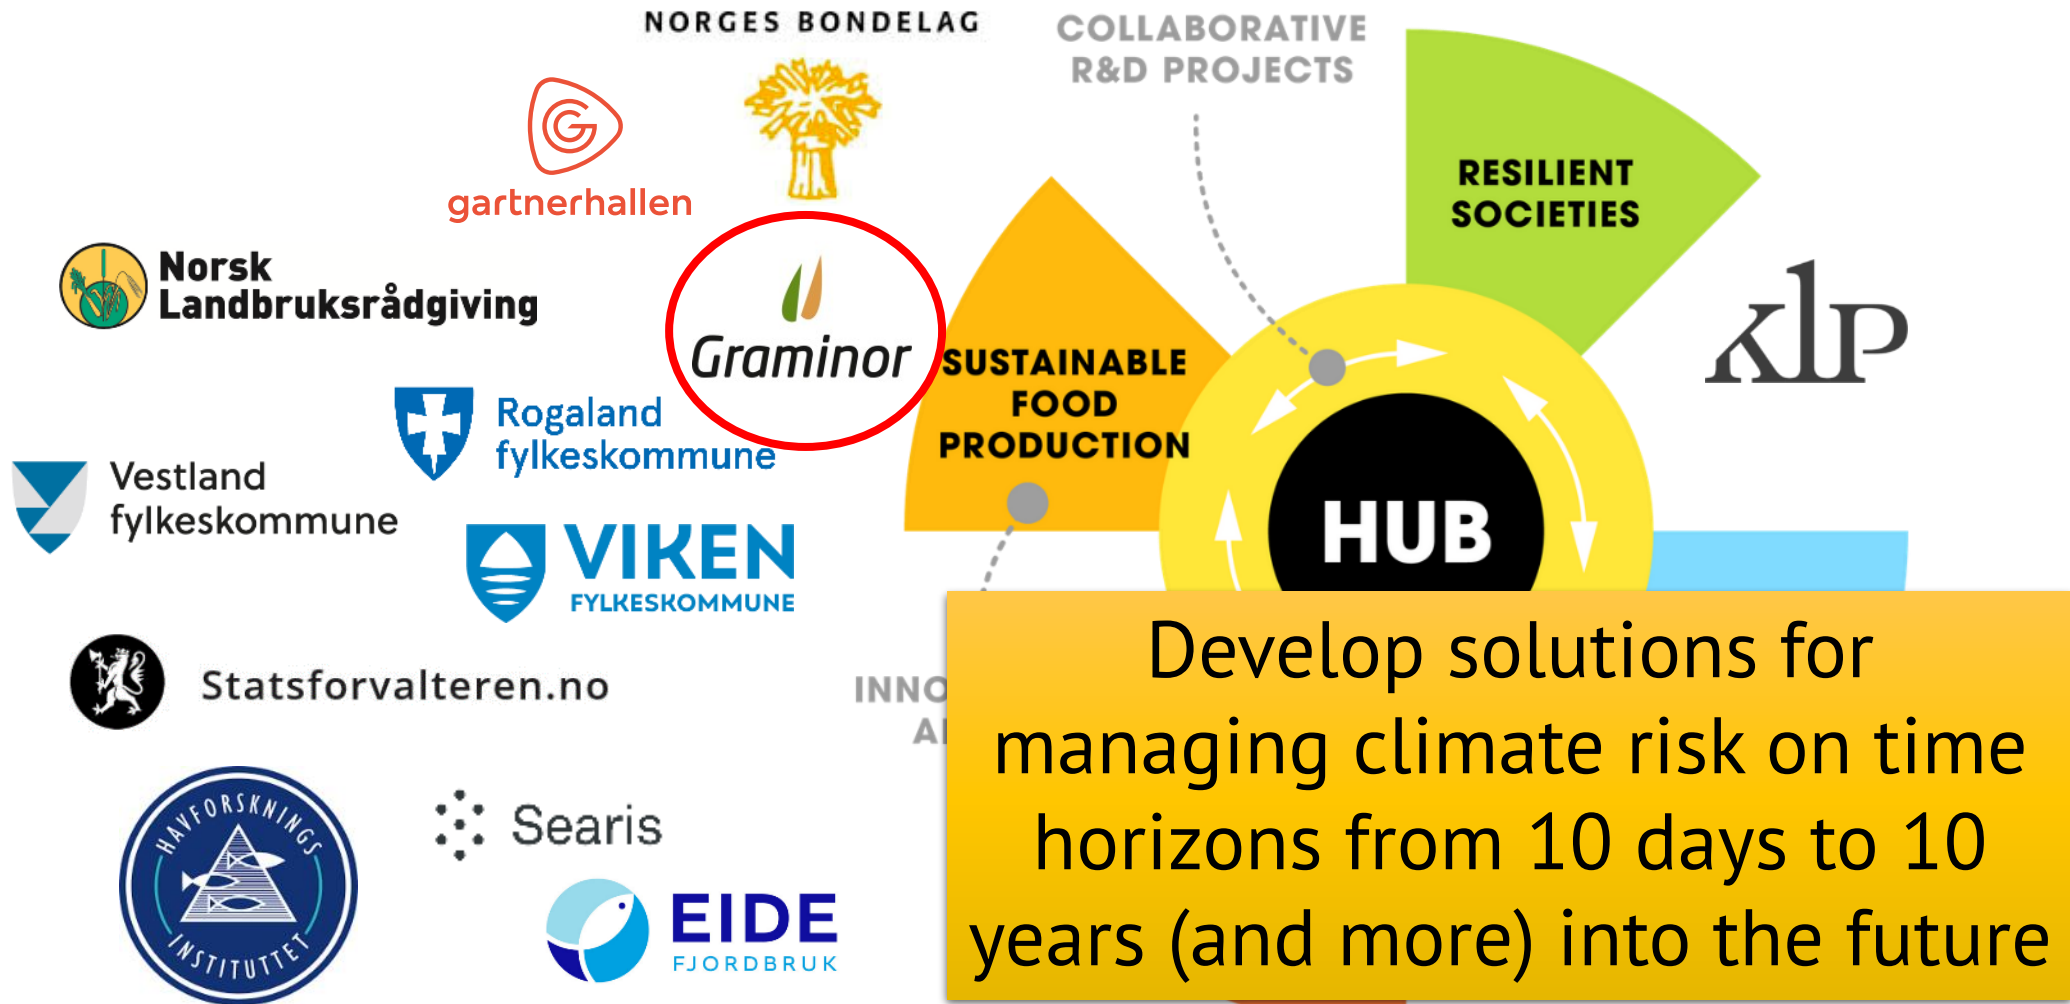 NORGES BONDELAG
COLLABORATIVE
R&D PROJECTS
gartnerhallen
RESILIENT
SOCIETIES
Norsk
Landbruksrådgiving
Graminor
SUSTAINABLE
FOOD
PRODUCTION
klp
Rogaland
fylkeskommune
Vestland
fylkeskommune
VIKEN
FYLKESKOMMUNE
HUB
Statsforvalteren.no
INNO
HAVFORSKNINGS
INSTITUTTET
Searis
EIDE
FJORDBRUK
Develop solutions for
managing climate risk on time
horizons from 10 days to 10
years (and more) into the future